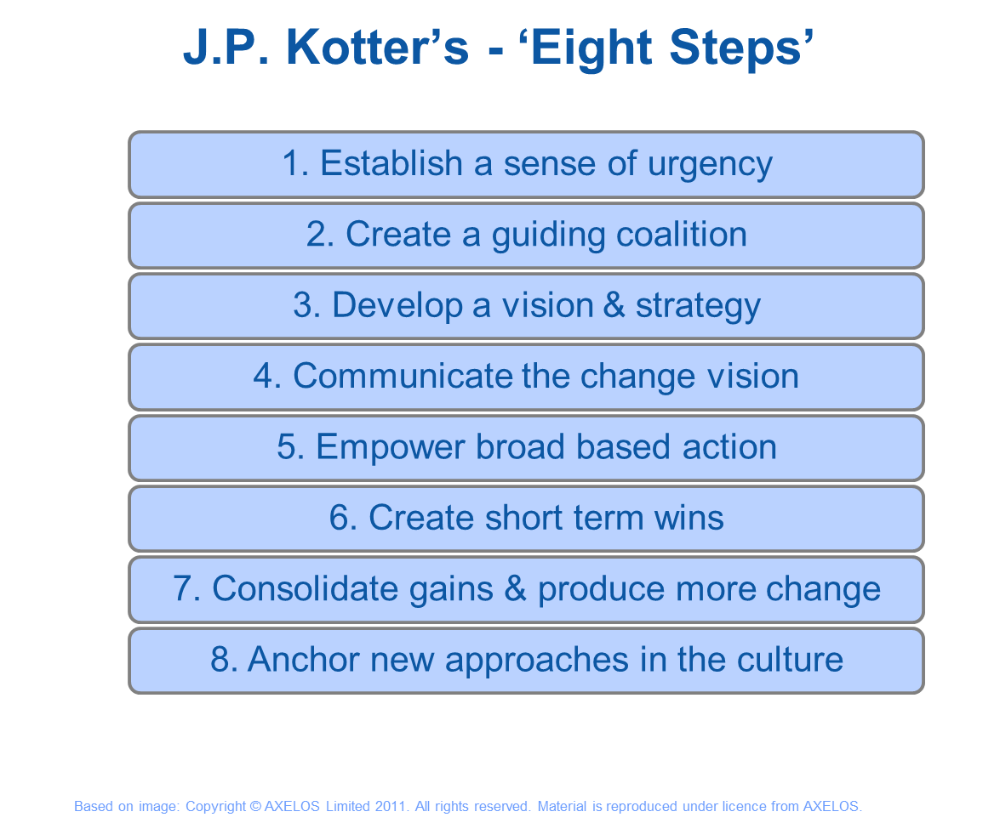 J.P. Kotter’s - ‘Eight Steps’
1. Establish a sense of urgency
2. Create a guiding coalition
3. Develop a vision & strategy
4. Communicate the change vision
5. Empower broad based action
6. Create short term wins
7. Consolidate gains & produce more change
8. Anchor new approaches in the culture
Based on image: Copyright © AXELOS Limited 2011. All rights reserved. Material is reproduced under licence from AXELOS.